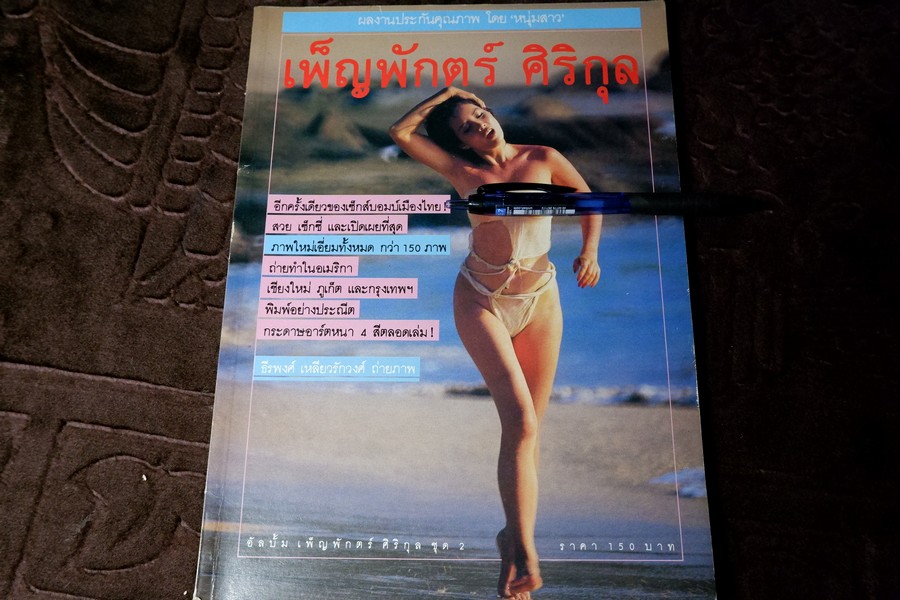 ผลงานประกันคุณภาพ โดย 'หนุ่มสาว'
เพ็ญพักตร์ ศิริกุล
อีกครั้งเดียวของเซ็กส์บอมบ์เมืองไทย!
สวย เซ็กซี่ และเปิดเผยที่สุด
ภาพใหม่เอี่ยมทั้งหมด กว่า 150 ภาพ
ถ่ายทำในอเมริกา
เชียงใหม่ ภูเก็ต และกรุงเทพฯ
พิมพ์อย่างประณีต
กระดาษอาร์ตหนา 4 สีตลอดเล่ม!
ธีรพงศ์ เหลียวรักวงศ์ ถ่ายภาพ
อัลบั้ม เพ็ญพักตร์ ศิริกุล ชุด 2
ราคา 150 บาท